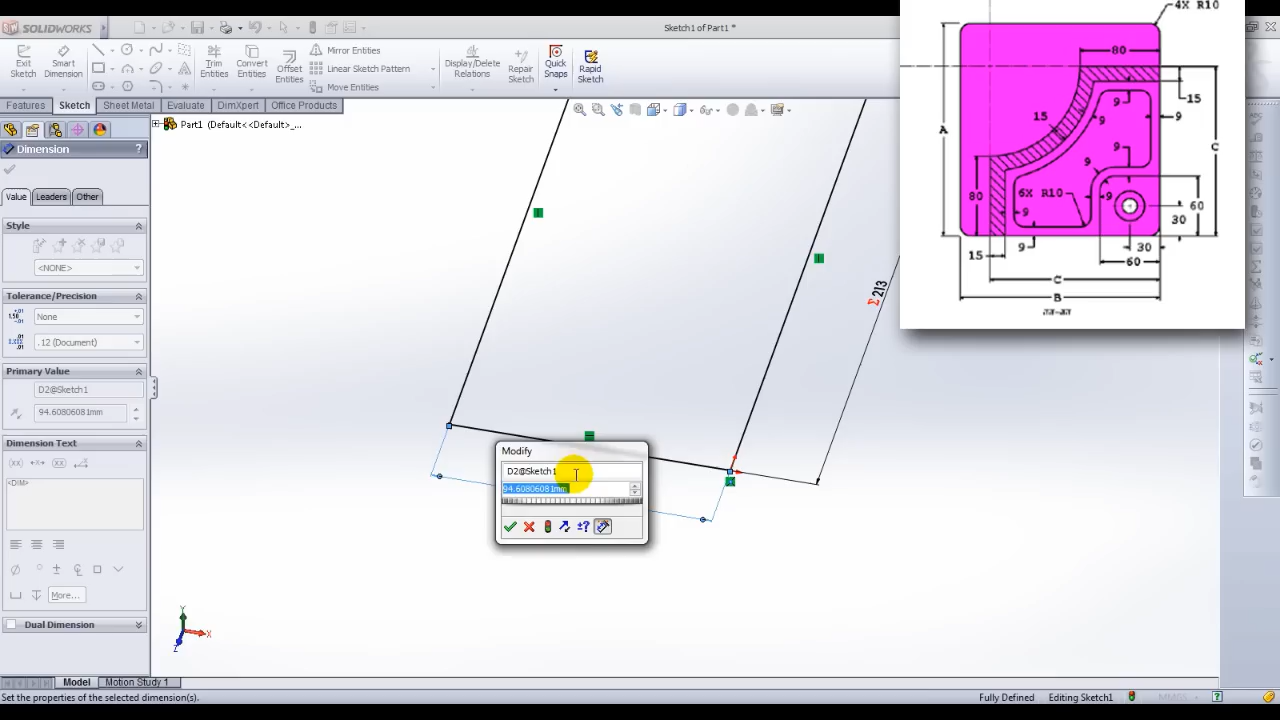 SOLIDWORKS
Sketch1 of Part1 *
Exit Sketch
Smart Dimension
Trim Entities
Convert Entities
Offset Entities
Mirror Entities
Linear Sketch Pattern
Move Entities
Display/Delete Relations
Repair Sketch
Quick Snaps
Rapid Sketch
Features
Sketch
Sheet Metal
Evaluate
DimXpert
Office Products
Part1 (Default<<Default>_...
Dimension
?
Value
Leaders
Other
Style
<NONE>
Tolerance/Precision
None
.12 (Document)
Primary Value
D2@Sketch1
94.6080608​1mm
Dimension Text
<DIM>
More...
Dual Dimension
Modify
D2@Sketch1
94.60806081mm
Σ 213
Y
X
Z
4X R10
80
15
15
9
9
9
A
C
9
9
80
6X R10
9
60
30
9
9
30
15
60
C
B
Model
Motion Study 1
Set the properties of the selected dimension(s).
Fully Defined
Editing Sketch1
MMGS